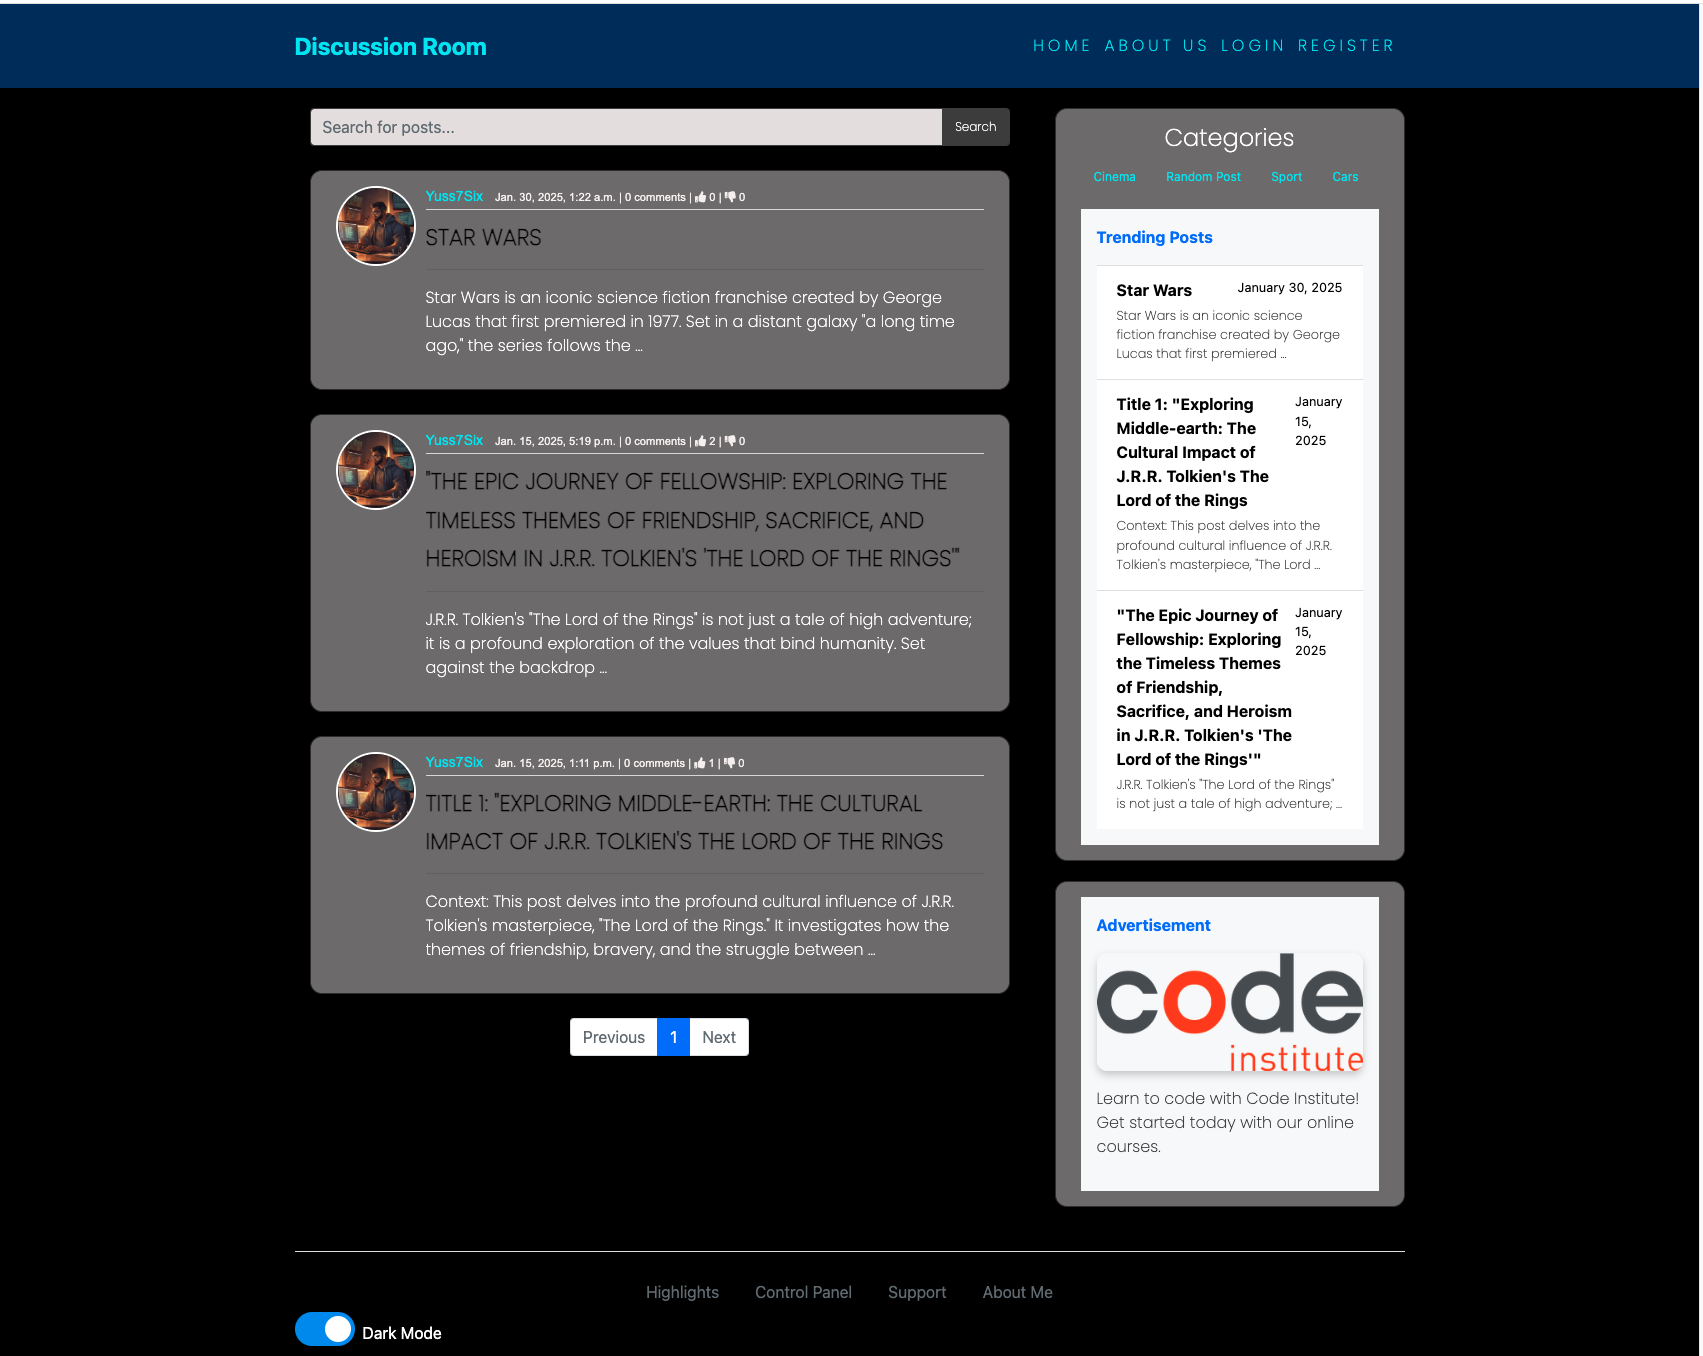 Discussion Room
HOME ABOUT US LOGIN REGISTER
Search for posts...
Search
Yuss7Six Jan. 30, 2025, 1:22 a.m. | 0 comments | 0 | 0
STAR WARS
Star Wars is an iconic science fiction franchise created by George
Lucas that first premiered in 1977. Set in a distant galaxy "a long time
ago," the series follows the ...
Yuss7Six Jan. 15, 2025, 5:19 p.m. | 0 comments | 2 | 0
"THE EPIC JOURNEY OF FELLOWSHIP: EXPLORING THE
TIMELESS THEMES OF FRIENDSHIP, SACRIFICE, AND
HEROISM IN J.R.R. TOLKIEN'S 'THE LORD OF THE RINGS'"
J.R.R. Tolkien's "The Lord of the Rings" is not just a tale of high adventure;
it is a profound exploration of the values that bind humanity. Set
against the backdrop ...
Yuss7Six Jan. 15, 2025, 1:11 p.m. | 0 comments | 1 | 0
TITLE 1: "EXPLORING MIDDLE-EARTH: THE CULTURAL
IMPACT OF J.R.R. TOLKIEN'S THE LORD OF THE RINGS
Context: This post delves into the profound cultural influence of J.R.R.
Tolkien's masterpiece, "The Lord of the Rings." It investigates how the
themes of friendship, bravery, and the struggle between ...
Previous 1 Next
Categories
Cinema Random Post Sport Cars
Trending Posts
Star Wars January 30, 2025
Star Wars is an iconic science
fiction franchise created by George
Lucas that first premiered ...
Title 1: "Exploring
Middle-earth: The
Cultural Impact of
J.R.R. Tolkien's The
Lord of the Rings
January
15,
2025
Context: This post delves into the
profound cultural influence of J.R.R.
Tolkien's masterpiece, "The Lord ...
"The Epic Journey of
Fellowship: Exploring
the Timeless Themes
of Friendship,
Sacrifice, and Heroism
in J.R.R. Tolkien's 'The
Lord of the Rings'"
January
15,
2025
J.R.R. Tolkien's "The Lord of the Rings"
is not just a tale of high adventure; ...
Advertisement
code
institute
Learn to code with Code Institute!
Get started today with our online
courses.
Highlights Control Panel Support About Me
Dark Mode